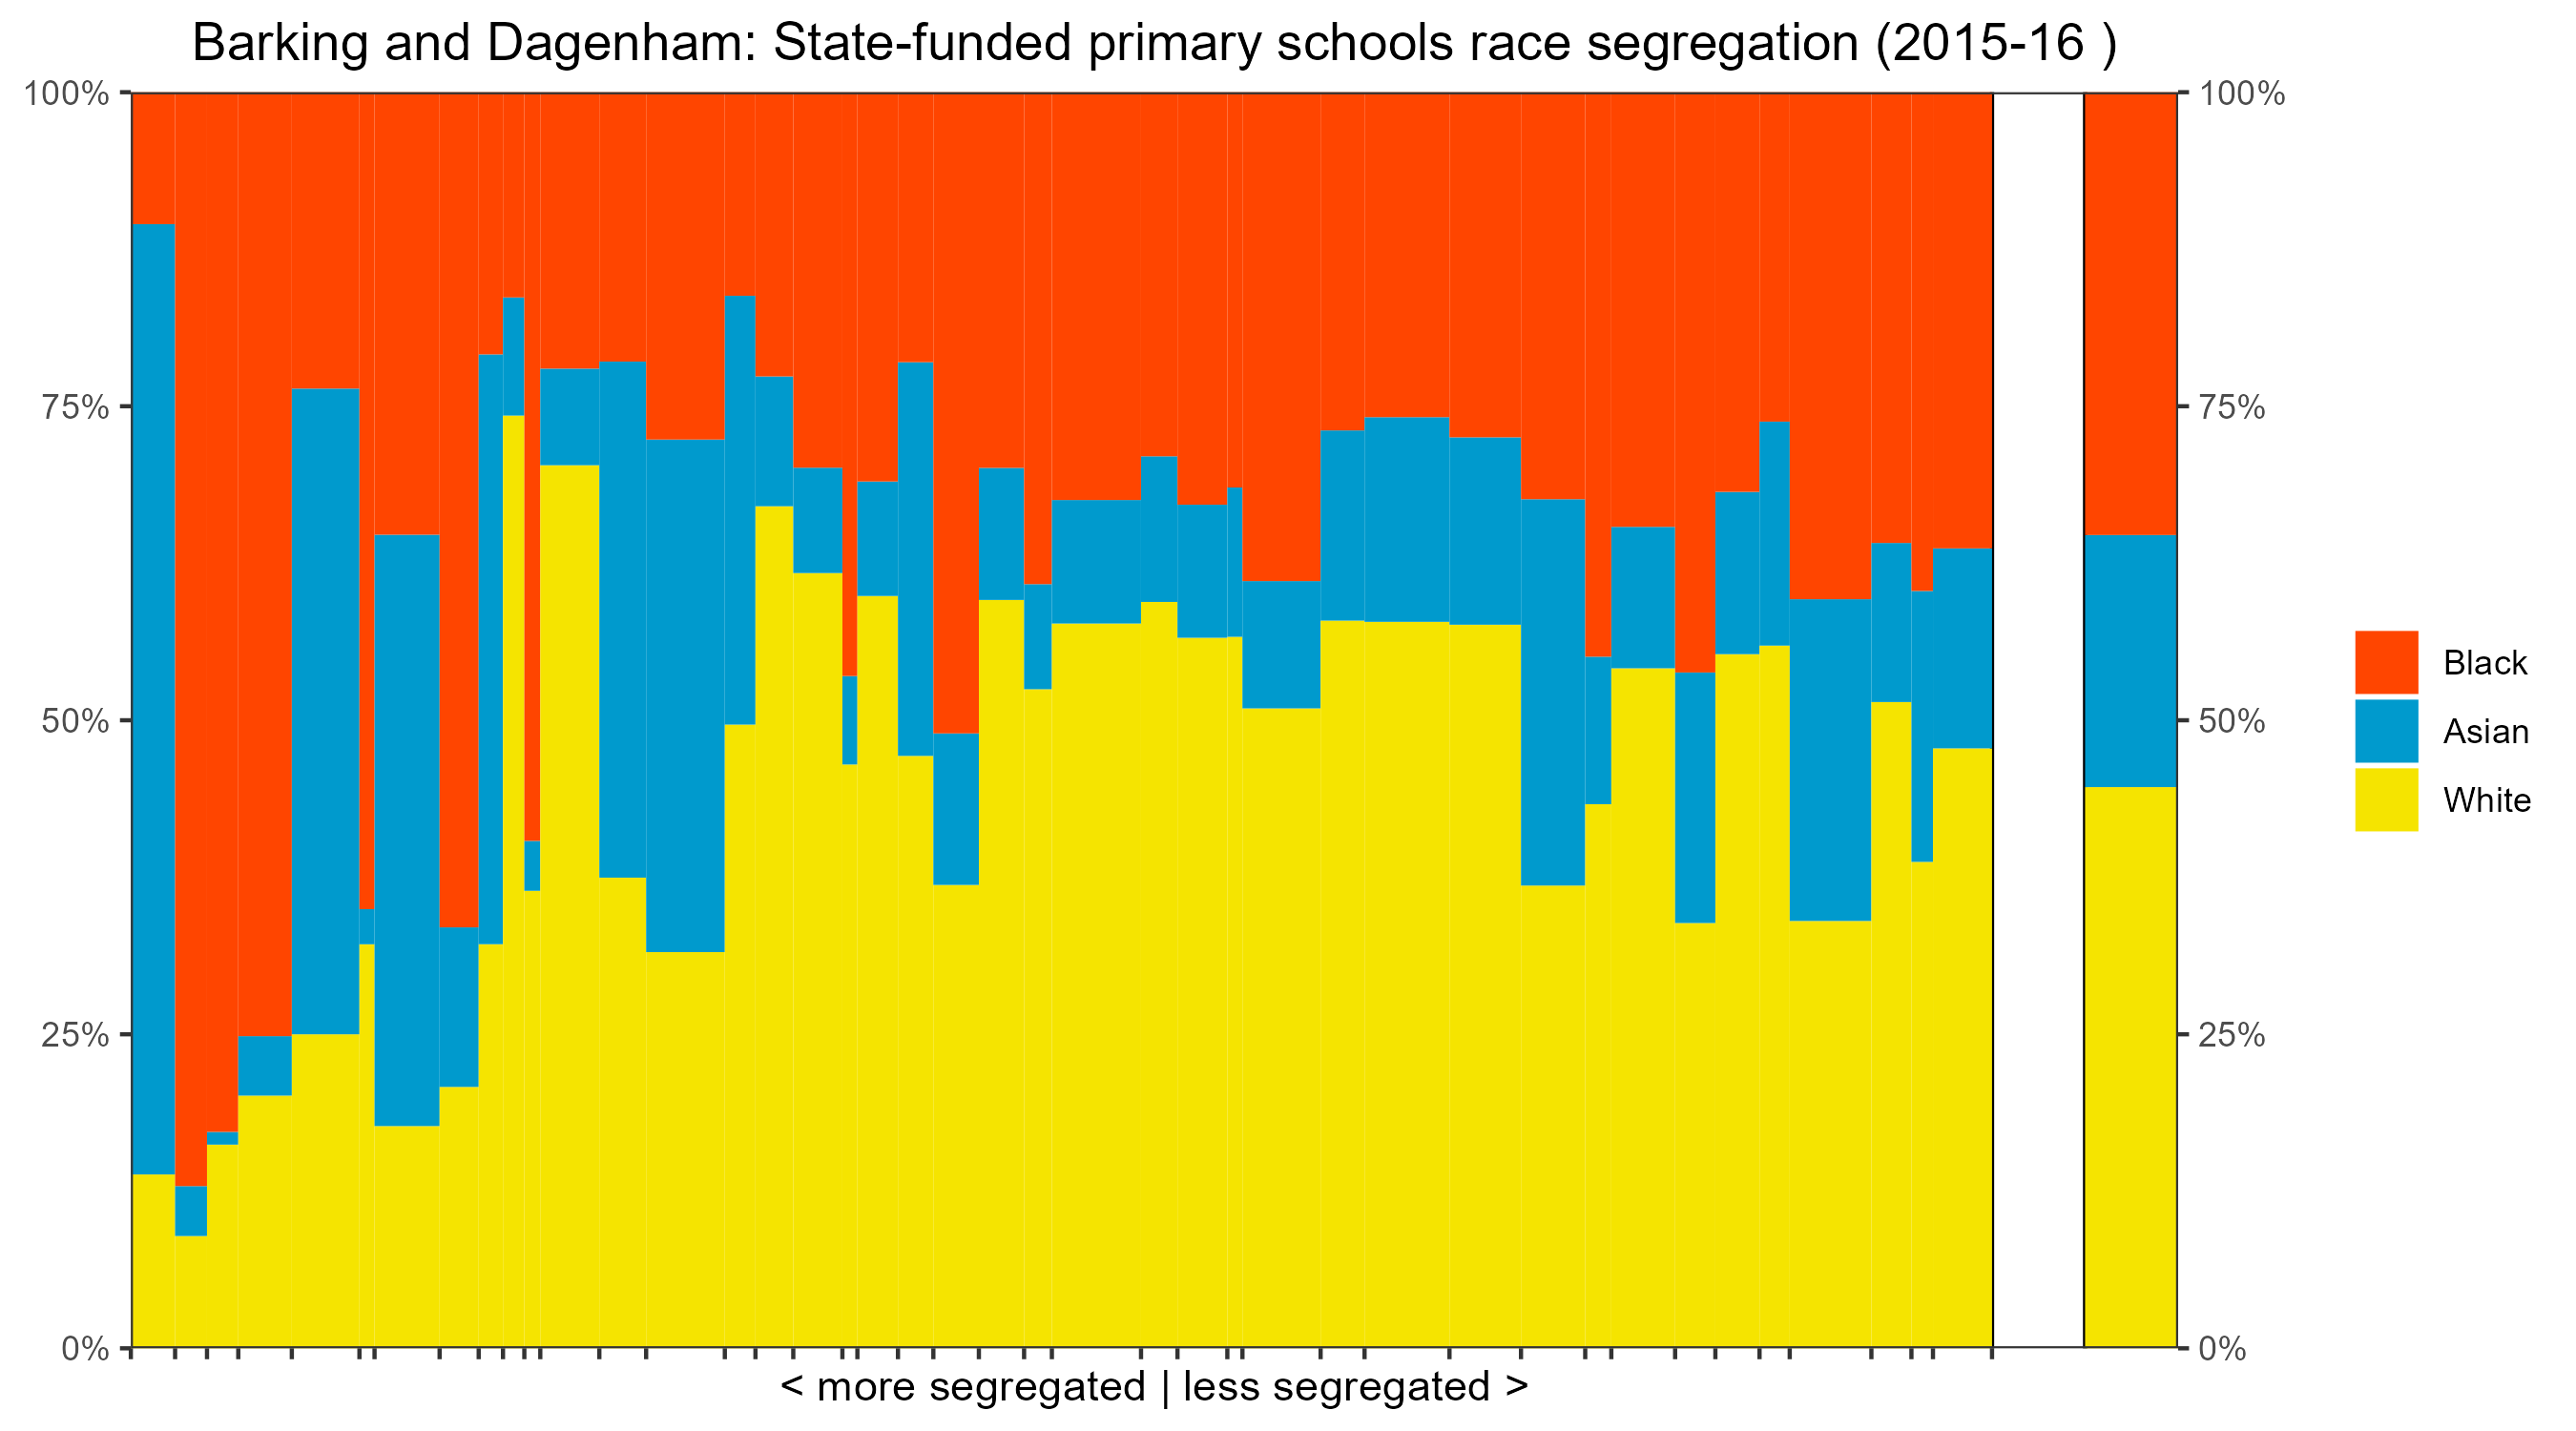 Barking and Dagenham: State-funded primary schools race segregation (2015-16 )
100%
75%
50%
25%
0%
100%
75%
50%
25%
0%
< more segregated | less segregated >
Black
Asian
White